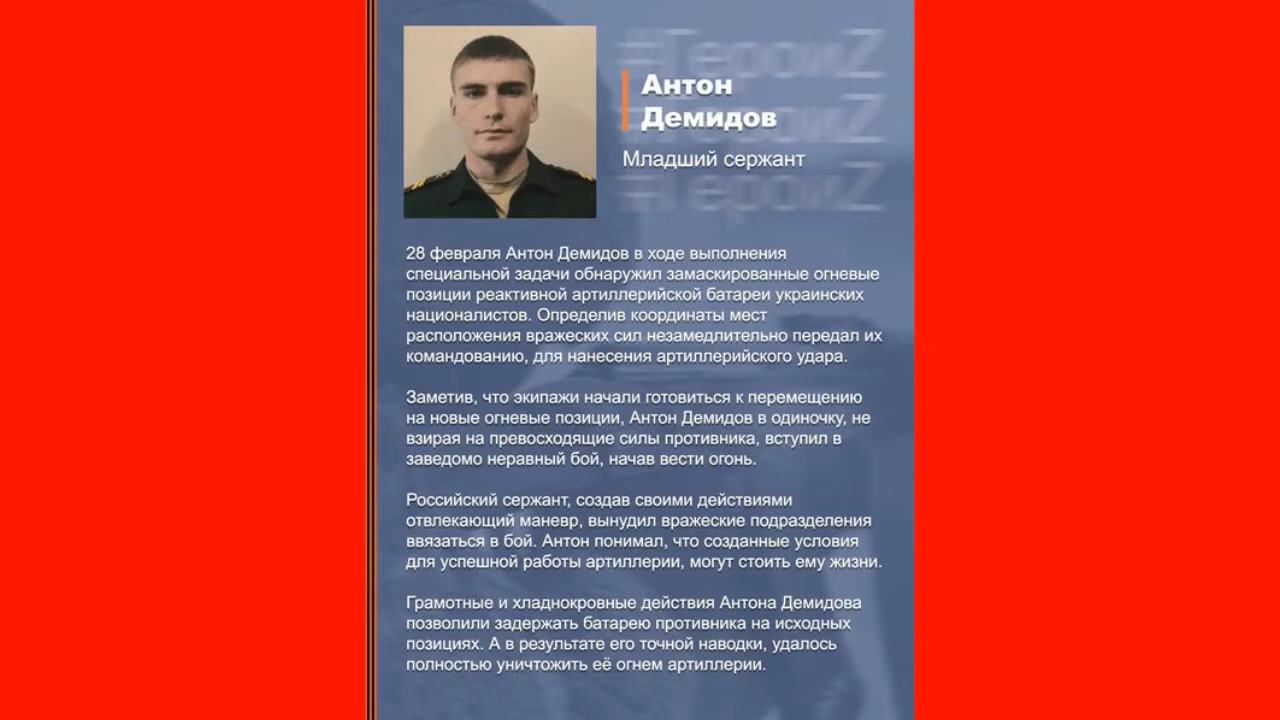 #ГероиZ
Антон
Демидов
#ГероиZ
Младший сержант
#ГероиZ
28 февраля Антон Демидов в ходе выполнения
специальной задачи обнаружил замаскированные огневые
позиции реактивной артиллерийской батареи украинских
националистов. Определив координаты мест
расположения вражеских сил незамедлительно передал их
командованию, для нанесения артиллерийского удара.
Заметив, что экипажи начали готовиться к перемещению
на новые огневые позиции, Антон Демидов в одиночку, не
взирая на превосходящие силы противника, вступил в
заведомо неравный бой, начав вести огонь.
Российский сержант, создав своими действиями
отвлекающий маневр, вынудил вражеские подразделения
ввязаться в бой. Антон понимал, что созданные условия
для успешной работы артиллерии, могут стоить ему жизни.
Грамотные и хладнокровные действия Антона Демидова
позволили задержать батарею противника на исходных
позициях. А в результате его точной наводки, удалось
полностью уничтожить её огнем артиллерии.